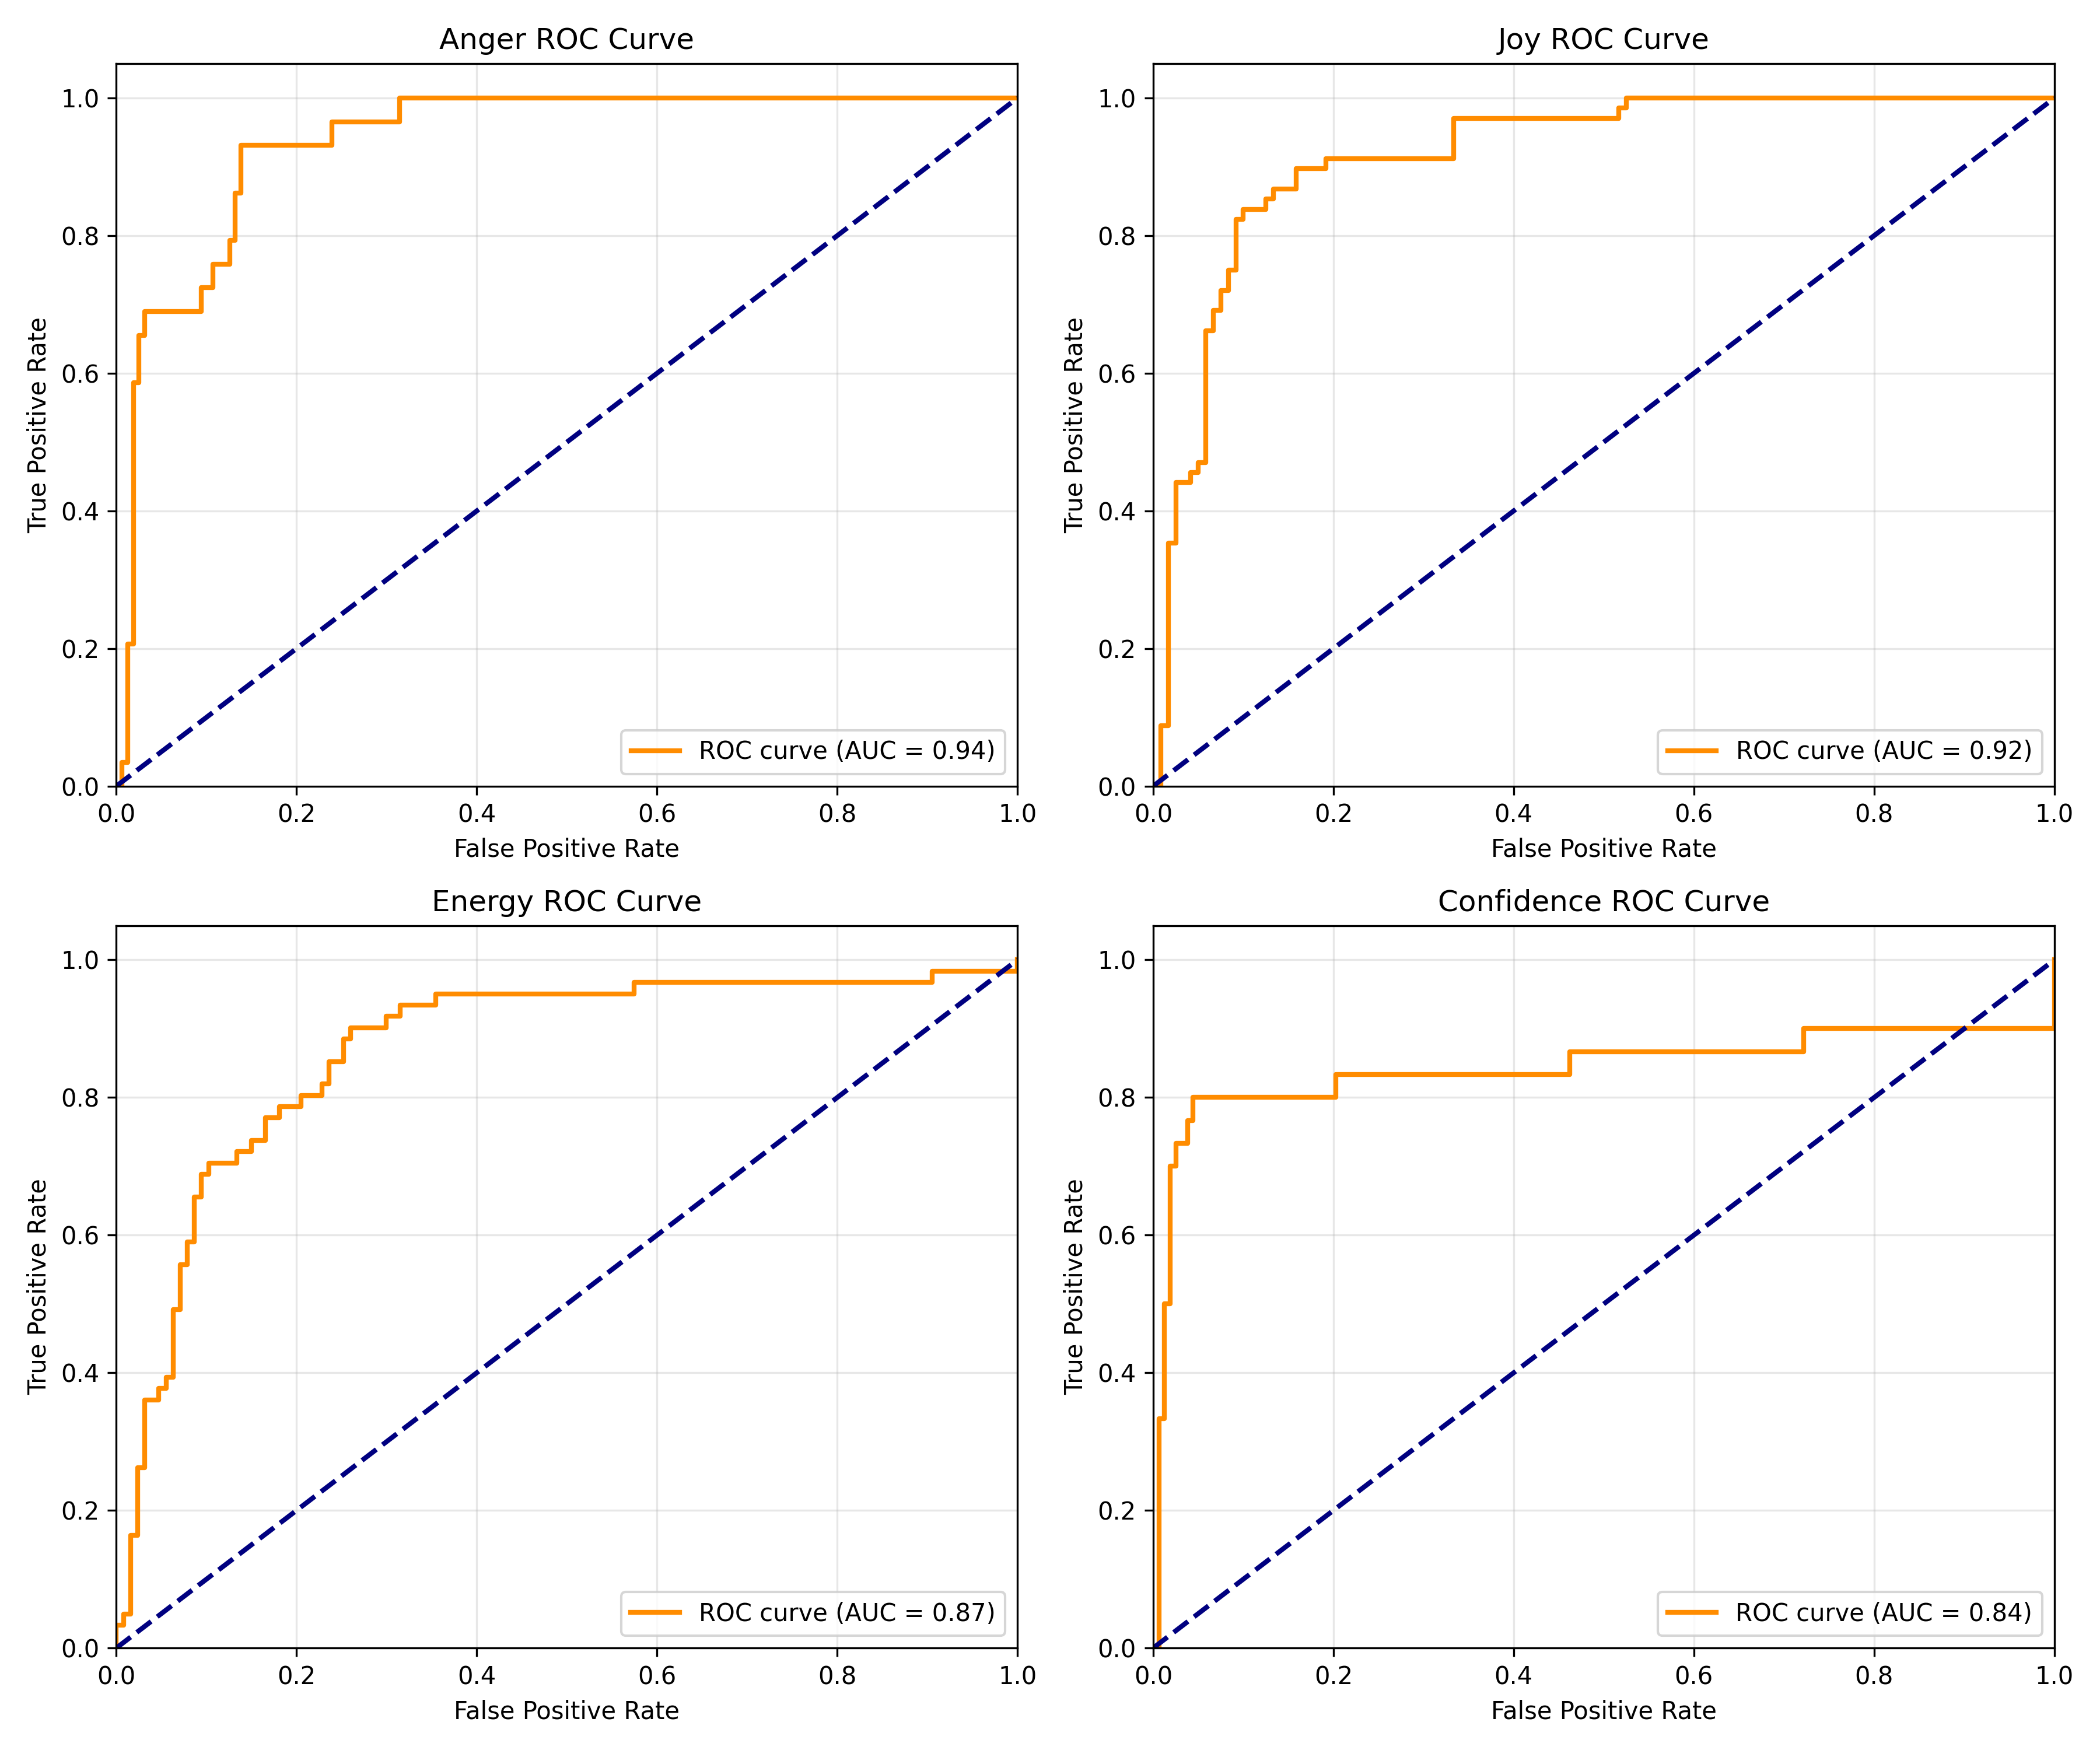 Anger ROC Curve
True Positive Rate
1.0
0.8
0.6
0.4
0.2
0.0
ROC curve (AUC = 0.94)
0.0 0.2 0.4 0.6 0.8 1.0
False Positive Rate
Joy ROC Curve
True Positive Rate
1.0
0.8
0.6
0.4
0.2
0.0
ROC curve (AUC = 0.92)
0.0 0.2 0.4 0.6 0.8 1.0
False Positive Rate
Energy ROC Curve
True Positive Rate
1.0
0.8
0.6
0.4
0.2
0.0
ROC curve (AUC = 0.87)
0.0 0.2 0.4 0.6 0.8 1.0
False Positive Rate
Confidence ROC Curve
True Positive Rate
1.0
0.8
0.6
0.4
0.2
0.0
ROC curve (AUC = 0.84)
0.0 0.2 0.4 0.6 0.8 1.0
False Positive Rate